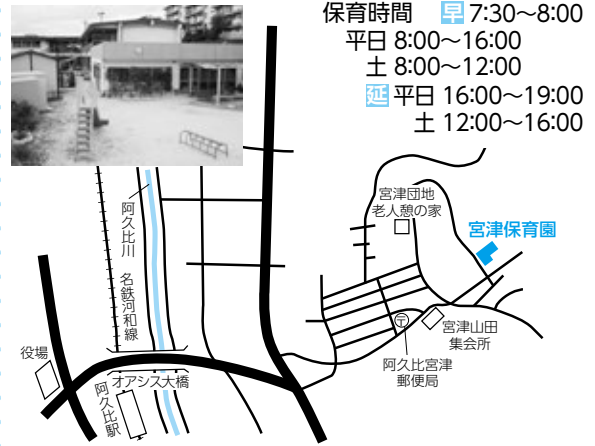 保育時間 早 7:30〜8:00
平日 8:00〜16:00
土 8:00〜12:00
延 平日 16:00〜19:00
土 12:00〜16:00
宮津団地
老人憩の家
宮津保育園
阿久比川
名鉄河和線
宮津山田
集会所
〒
阿久比宮津
郵便局
役場
オアシス大橋
阿久比駅